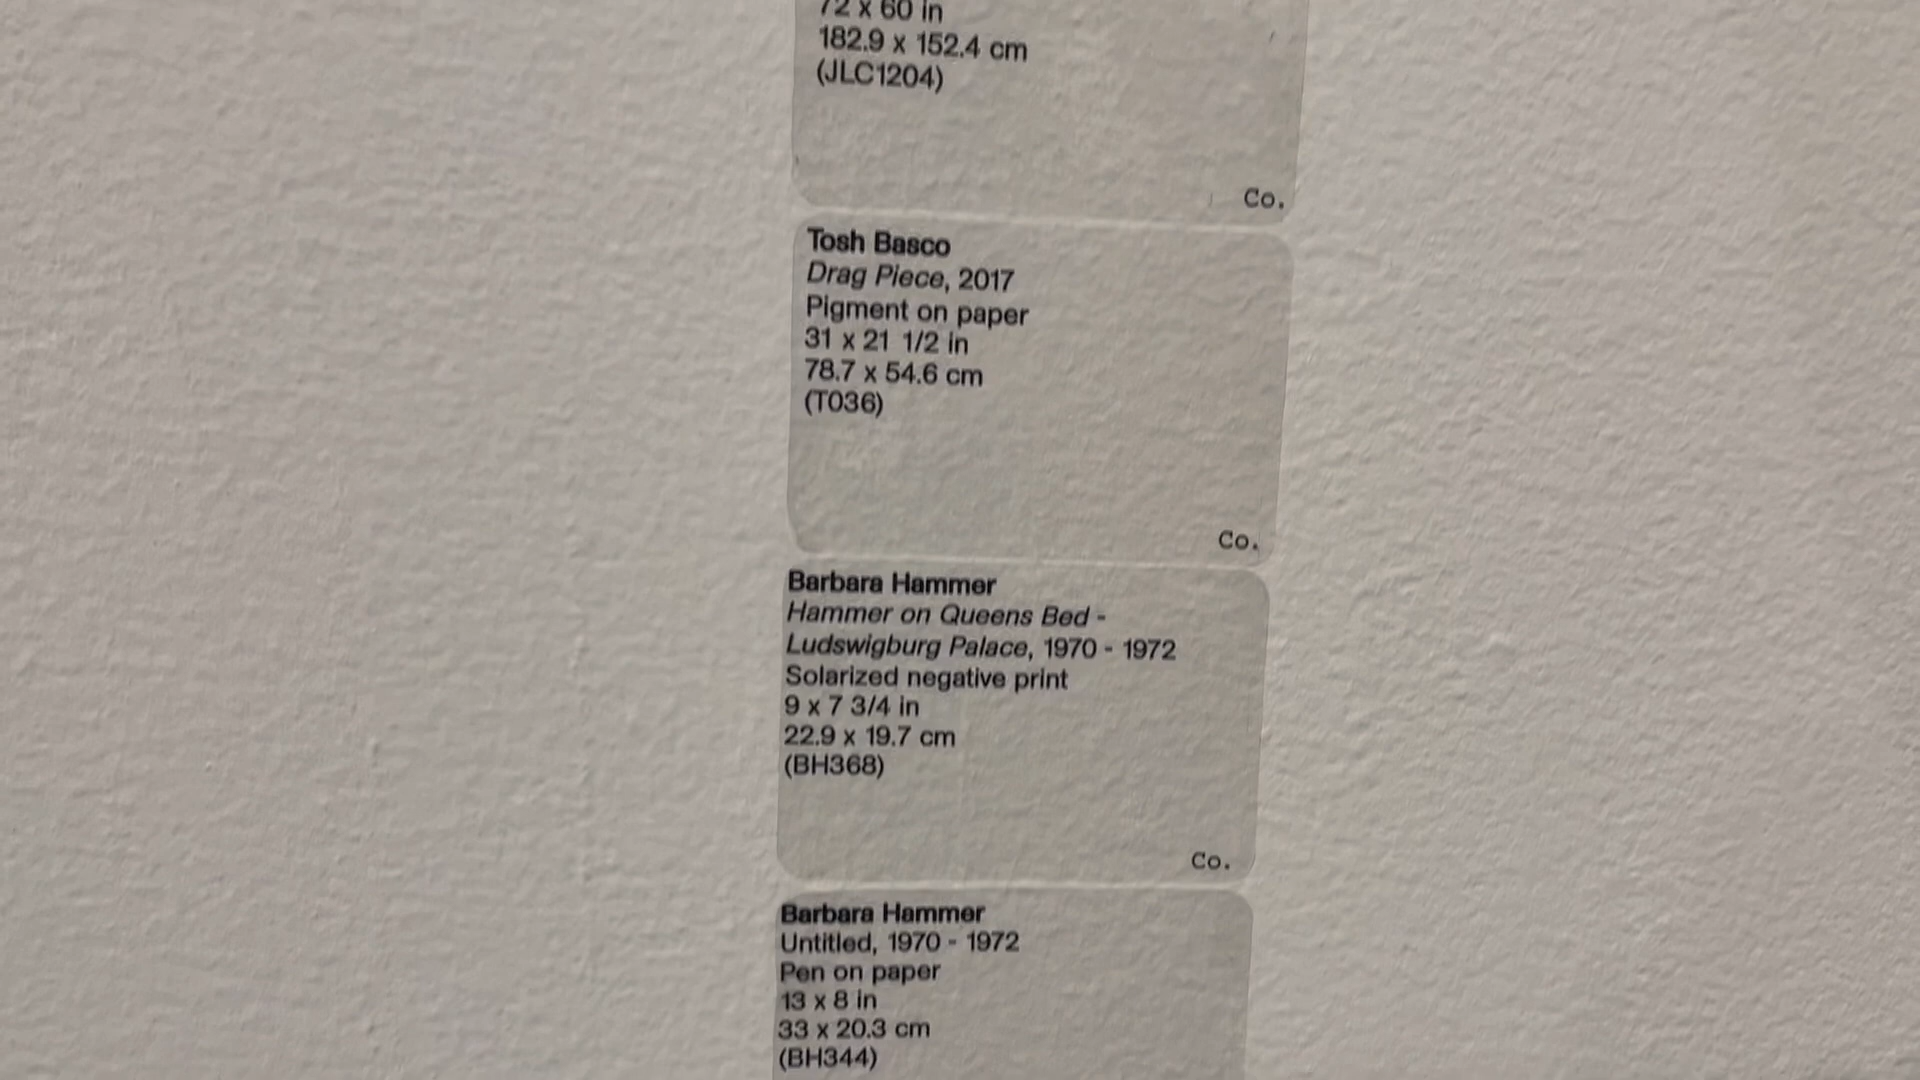 72 x 60 in
182.9 x 152.4 cm
(JLC1204)
Co.
Tosh Basco
Drag Piece, 2017
Pigment on paper
31 x 21 1/2 in
78.7 x 54.6 cm
(T036)
Co.
Barbara Hammer
Hammer on Queens Bed -
Ludswigburg Palace, 1970 - 1972
Solarized negative print
9 x 7 3/4 in
22.9 x 19.7 cm
(BH368)
Co.
Barbara Hammer
Untitled, 1970 - 1972
Pen on paper
13 x 8 in
33 x 20.3 cm
(BH344)